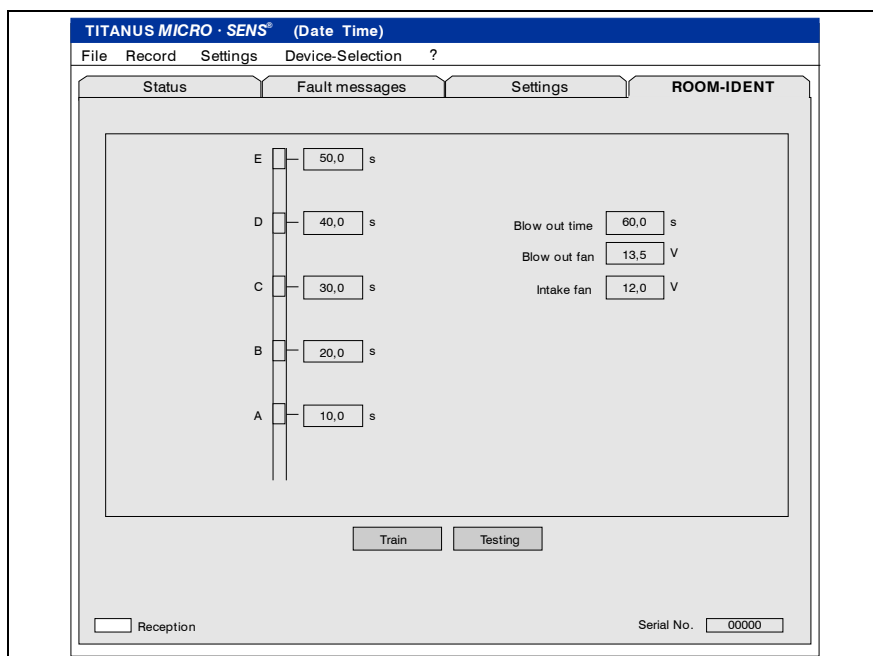 TITANUS MICRO · SENS® (Date Time)
File Record Settings Device-Selection ?
Status Fault messages Settings ROOM-IDENT
E 50,0 s
D 40,0 s
Blow out time 60,0 s
Blow out fan 13,5 V
C 30,0 s
Intake fan 12,0 V
B 20,0 s
A 10,0 s
Train Testing
Reception Serial No. 00000